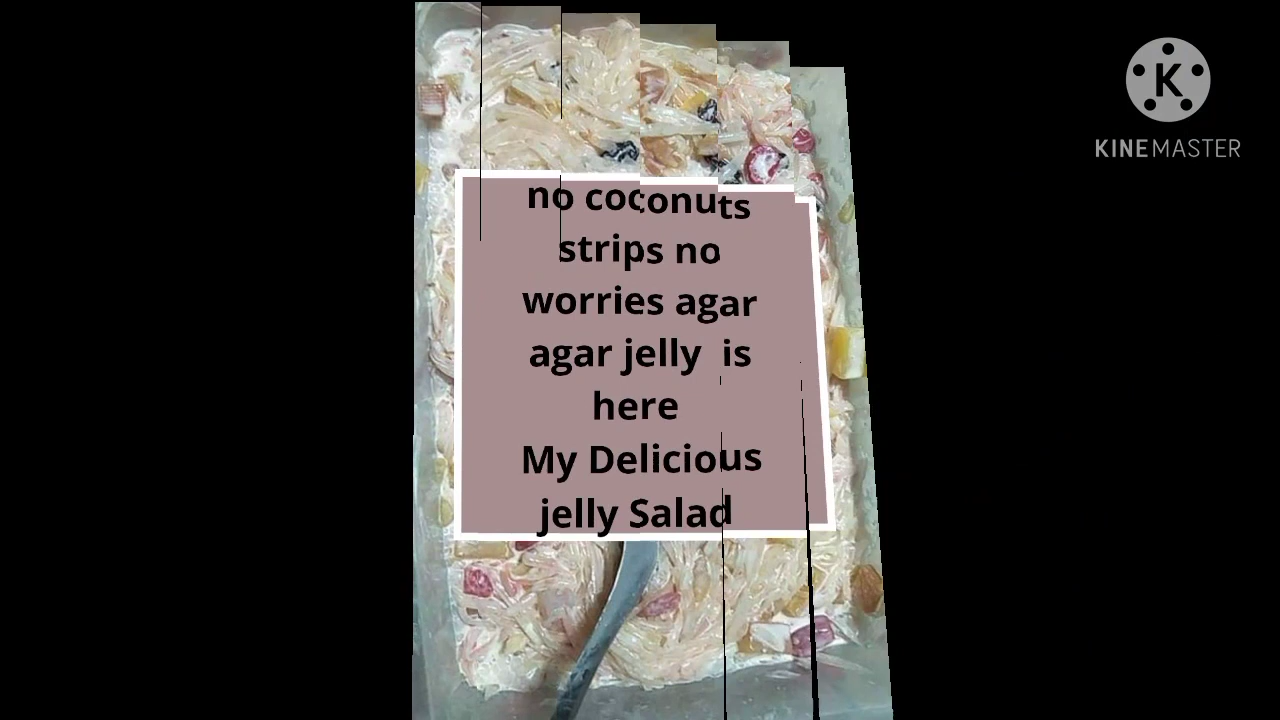 no coconuts
strips no
worries agar
agar jelly is
here
My Delicious
jelly Salad
K
KINEMASTER